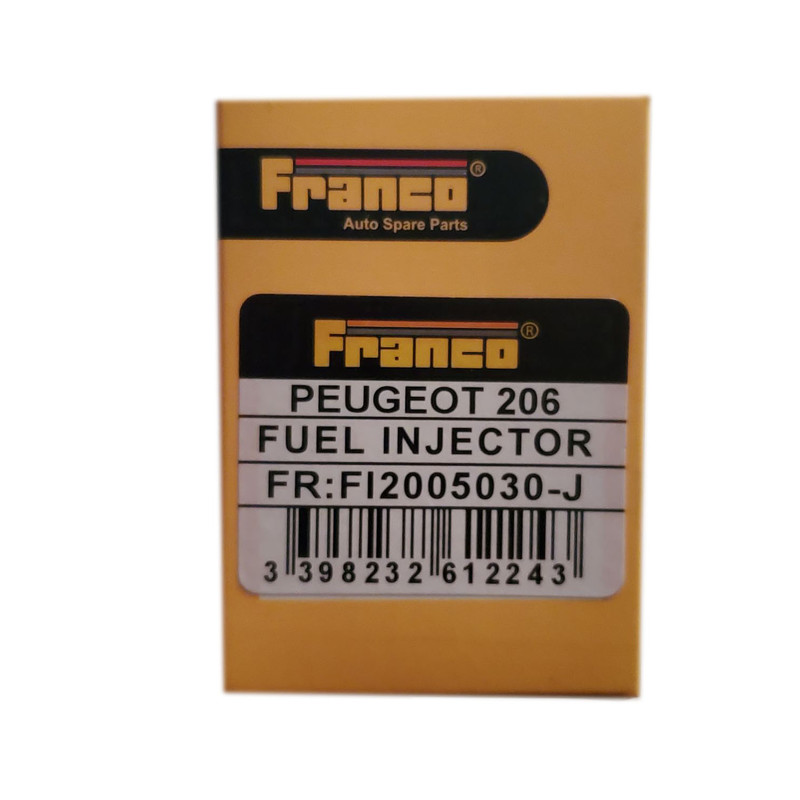 Franco®
Auto Spare Parts
Franco®
PEUGEOT 206
FUEL INJECTOR
FR:FI2005030-J
3 398232 612243